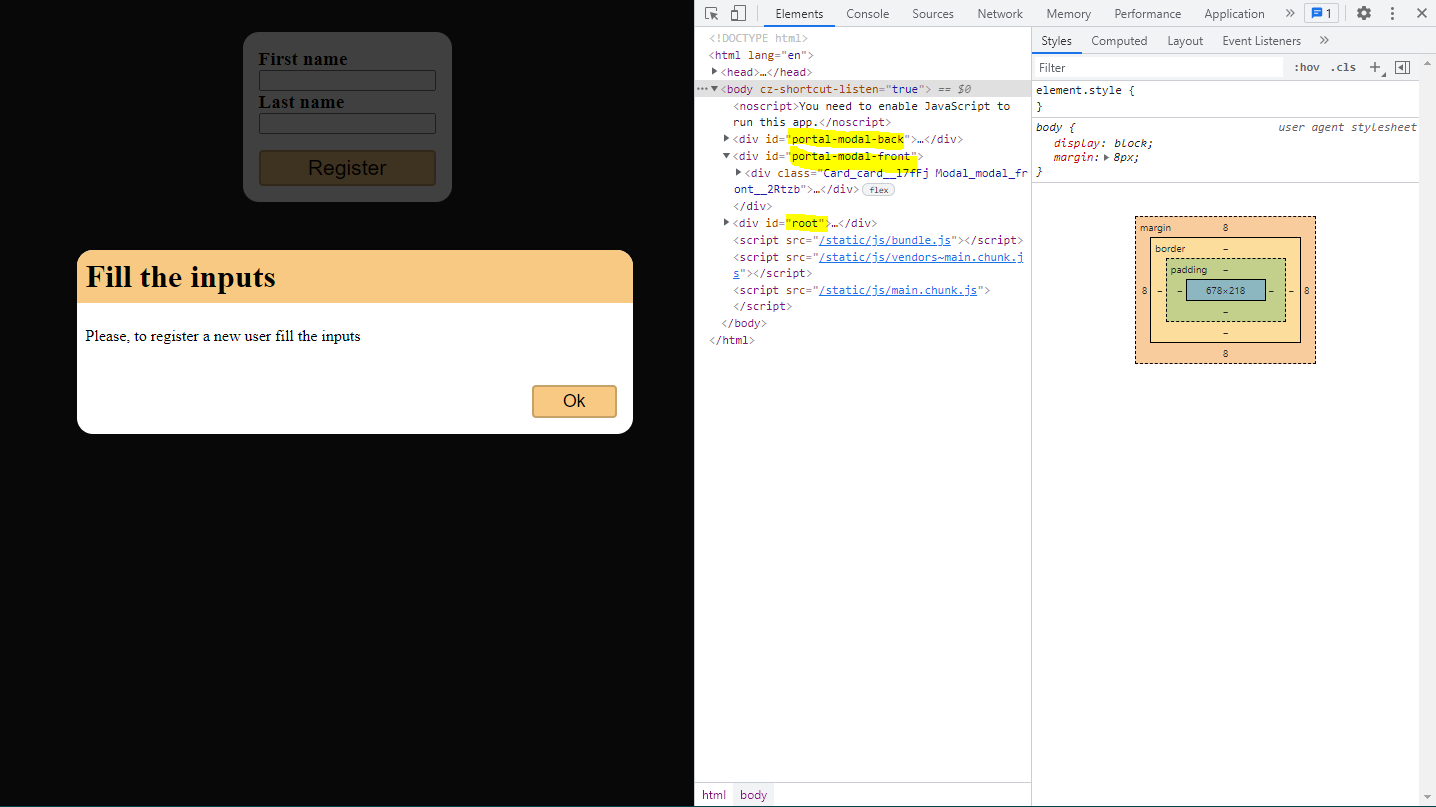 First name
Last name
Register
Fill the inputs
Please, to register a new user fill the inputs
Ok
Elements Console Sources Network Memory Performance Application » 1
<!DOCTYPE html>
<html lang="en">
<head>…</head>
<body cz-shortcut-listen="true"> == $0
<noscript>You need to enable JavaScript to
run this app.</noscript>
<div id="portal-modal-back">…</div>
<div id="portal-modal-front">
<div class="Card_card__l7fFj Modal_modal_fr
ont__2Rtzb">…</div> flex
</div>
<div id="root">…</div>
<script src="/static/js/bundle.js"></script>
<script src="/static/js/vendors~main.chunk.j
s"></script>
<script src="/static/js/main.chunk.js">
</script>
</body>
</html>
html body
Styles Computed Layout Event Listeners »
Filter :hov .cls +
element.style {
}
body { user agent stylesheet
display: block;
margin: 8px;
}
margin 8
border –
padding –
8 – – 678×218 – – 8
–
–
8